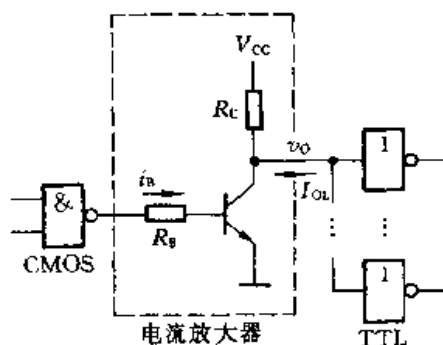 V_CC
R_C
v_O
1
i_B
I_OL
&
R_B
CMOS
1
电流放大器
TTL